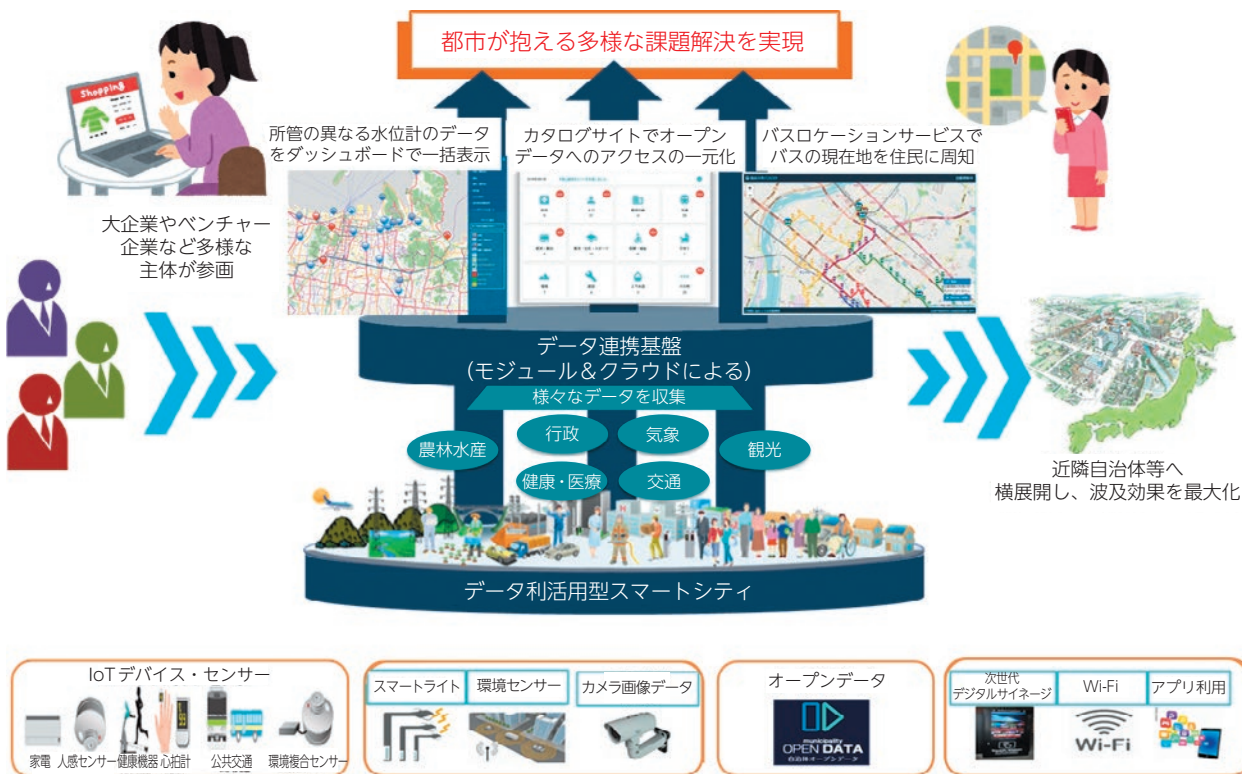 都市が抱える多様な課題解決を実現
Shopping
所管の異なる水位計のデータ
をダッシュボードで一括表示
カタログサイトでオープン
データへのアクセスの一元化
バスロケーションサービスで
バスの現在地を住民に周知
大企業やベンチャー
企業など多様な
主体が参画
データ連携基盤
(モジュール&クラウドによる)
様々なデータを収集
農林水産
行政
気象
観光
健康・医療
交通
近隣自治体等へ
横展開し、波及効果を最大化
データ利活用型スマートシティ
IoTデバイス・センサー
家電
人感センサー
健康機器
心拍計
公共交通
環境複合センサー
スマートライト
環境センサー
カメラ画像データ
オープンデータ
municipality
OPEN DATA
自治体オープンデータ
次世代
デジタルサイネージ
Wi-Fi
アプリ利用
Wi-Fi